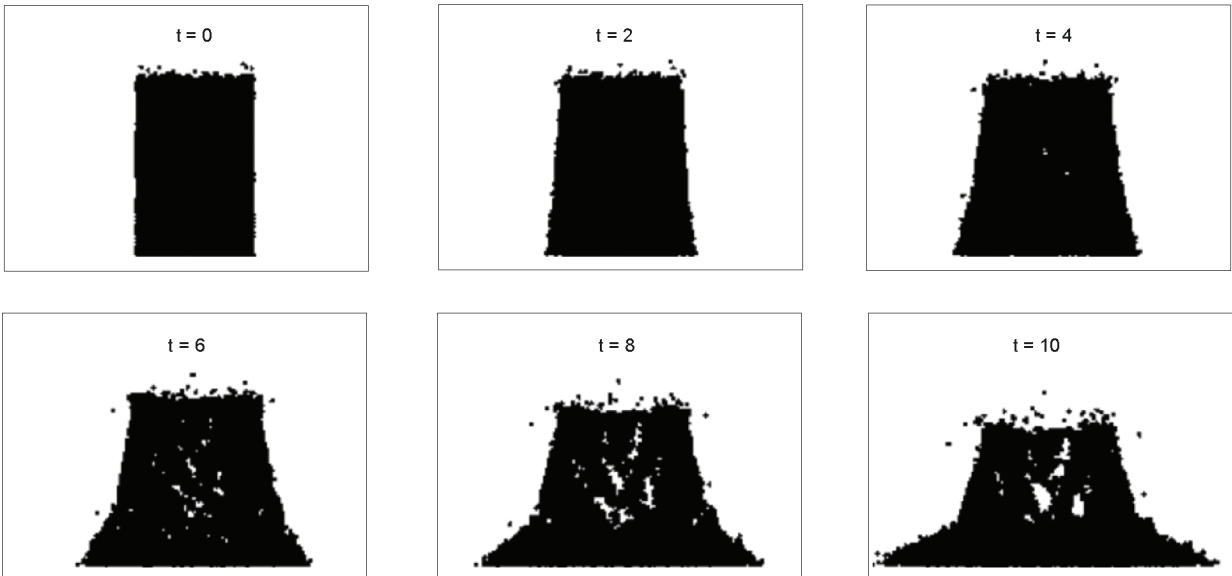 t = 0
t = 2
t = 4
t = 6
t = 8
t = 10